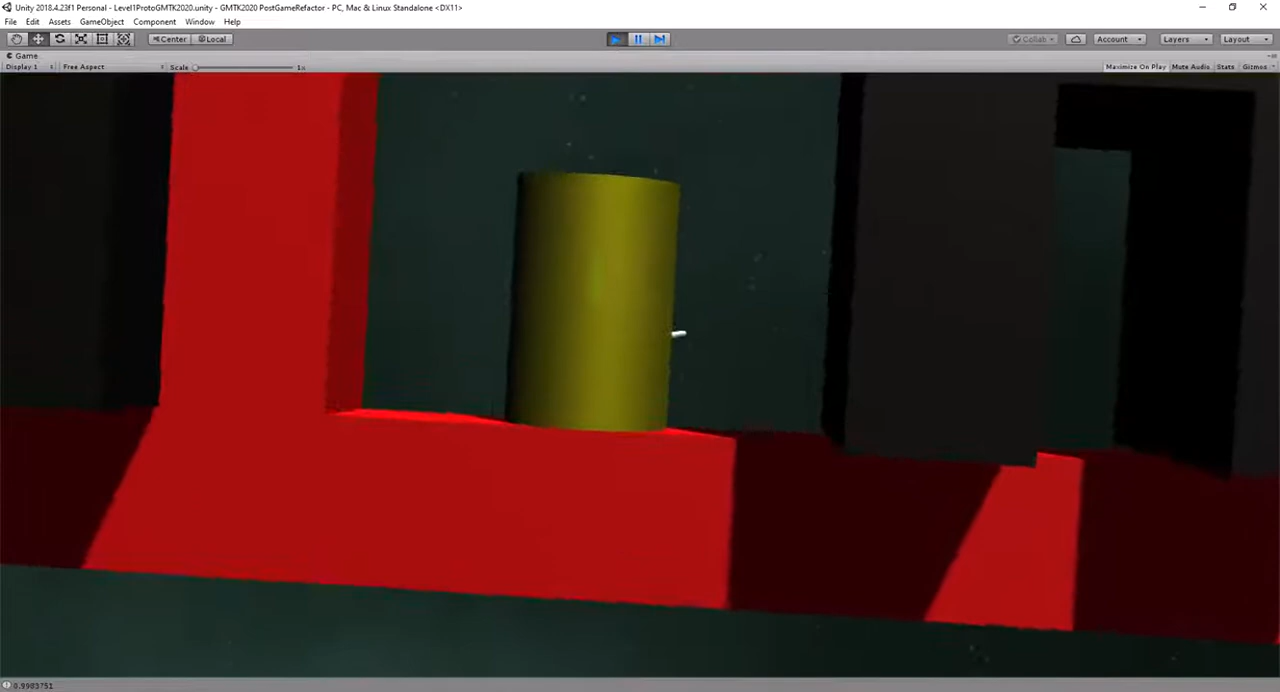 Unity 2018.4.23f1 Personal - Level1ProtoGMTK2020.unity - GMTK2020 PostGameRefactor - PC, Mac & Linux Standalone <DX11>
File Edit Assets GameObject Component Window Help
Center Local Collab Account Layers Layout
Game
Display 1 Free Aspect Scale 1x Maximize On Play Mute Audio Stats Gizmos
0.9983751